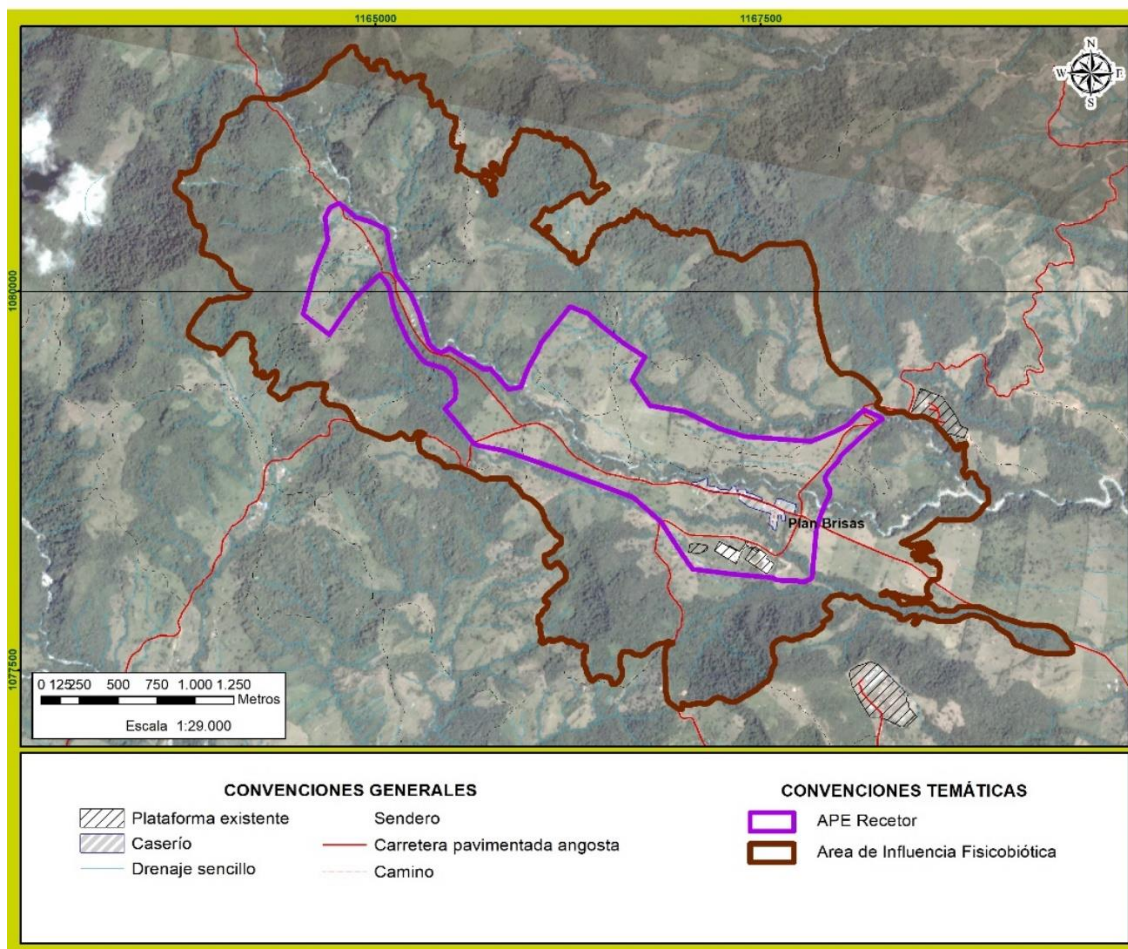 1165000
1167500
N
W
E
S
1080000
Plan Brisas
1077500
0 125250 500 750 1.000 1.250
Metros
Escala 1:29.000
CONVENCIONES GENERALES
Plataforma existente
Caserío
Drenaje sencillo
Sendero
Carretera pavimentada angosta
Camino
CONVENCIONES TEMÁTICAS
APE Recetor
Area de Influencia Fisicobiótica